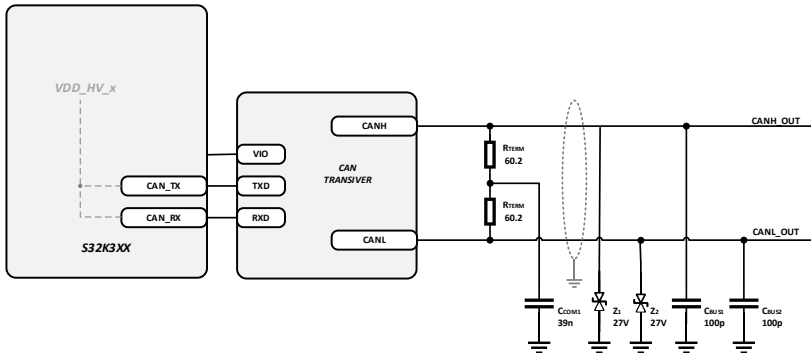 VDD_HV_x
CANH_OUT
CANH
RTERM
60.2
VIO
CAN
TRANSIVER
CAN_TX
TXD
CAN_RX
RXD
RTERM
60.2
CANL
CANL_OUT
S32K3XX
CCOM1
39n
Z1
27V
Z2
27V
CBUS1
100p
CBUS2
100p